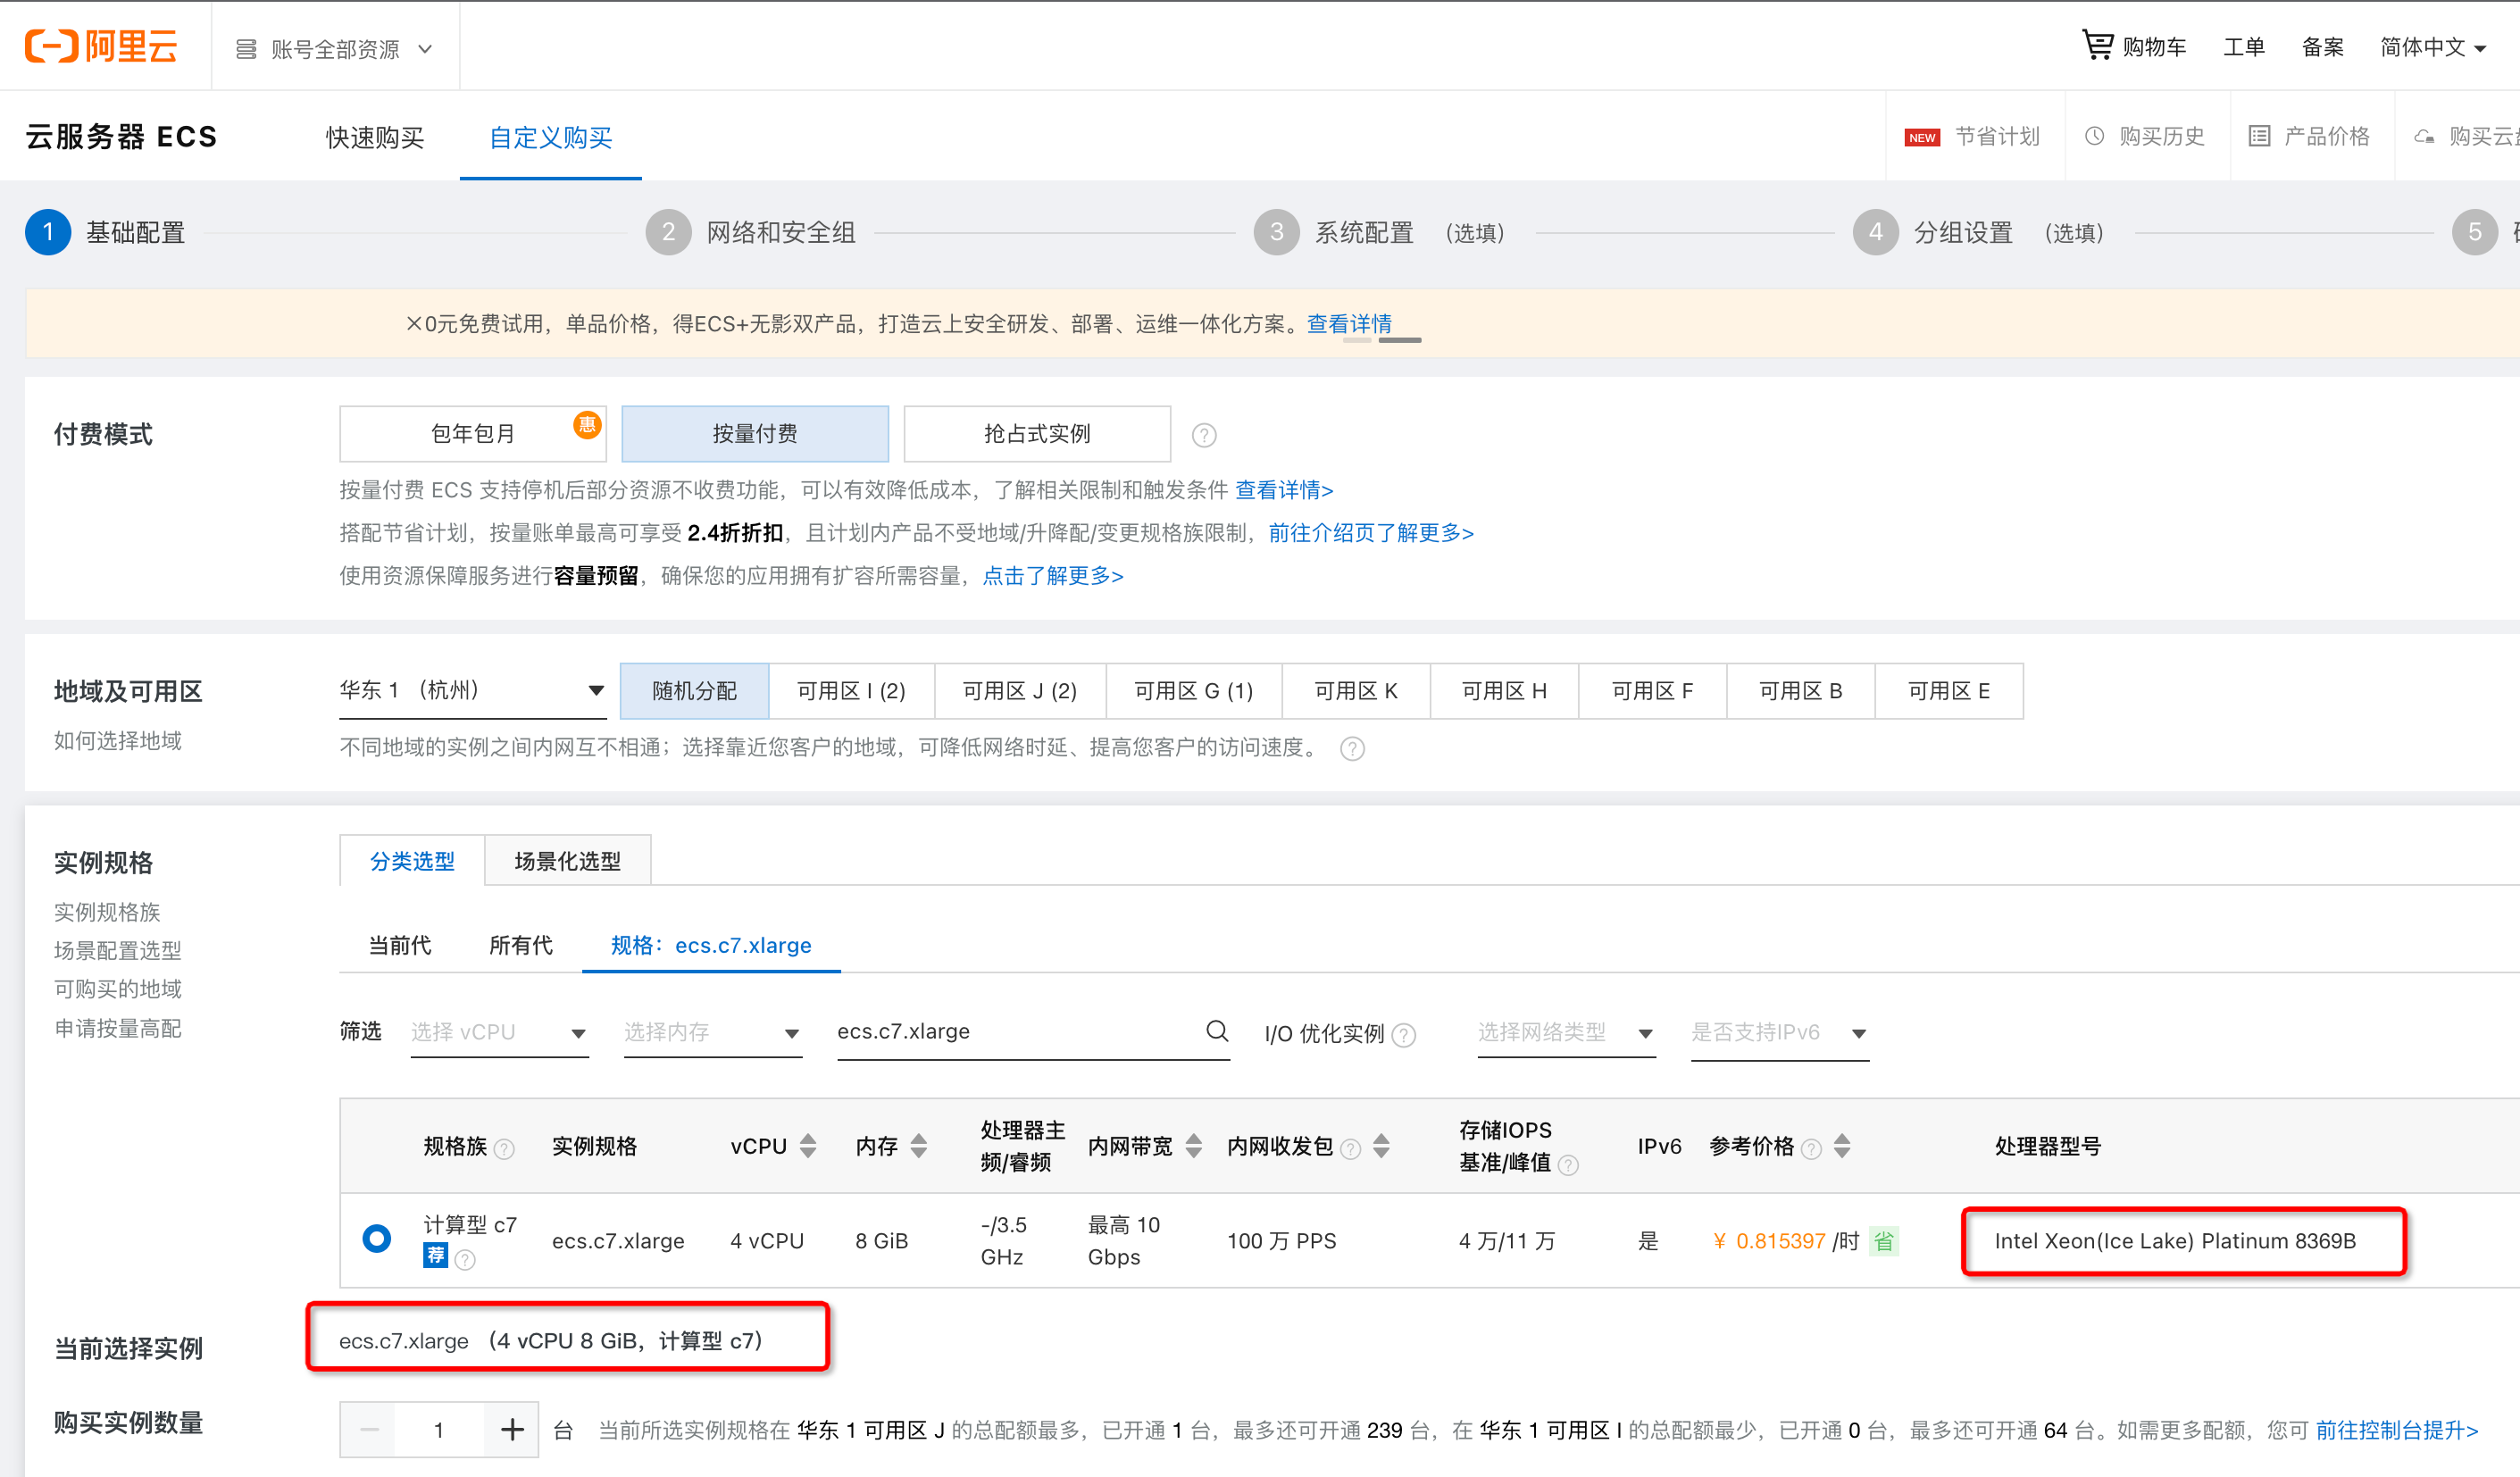 阿里云
账号全部资源
购物车 工单 备案 简体中文
云服务器 ECS 快速购买 自定义购买 NEW 节省计划 购买历史 产品价格 购买云
1 基础配置 2 网络和安全组 3 系统配置 (选填) 4 分组设置 (选填) 5
×0元免费试用，单品价格，得ECS+无影双产品，打造云上安全研发、部署、运维一体化方案。查看详情
付费模式 包年包月 惠 按量付费 抢占式实例 ?
按量付费 ECS 支持停机后部分资源不收费功能，可以有效降低成本，了解相关限制和触发条件 查看详情>
搭配节省计划，按量账单最高可享受 2.4折折扣，且计划内产品不受地域/升降配/变更规格族限制，前往介绍页了解更多>
使用资源保障服务进行容量预留，确保您的应用拥有扩容所需容量，点击了解更多>
地域及可用区 华东 1 （杭州） 随机分配 可用区 I (2) 可用区 J (2) 可用区 G (1) 可用区 K 可用区 H 可用区 F 可用区 B 可用区 E
如何选择地域 不同地域的实例之间内网互不相通；选择靠近您客户的地域，可降低网络时延、提高您客户的访问速度。 ?
实例规格 分类选型 场景化选型
实例规格族
场景配置选型
可购买的地域
申请按量高配
当前代 所有代 规格：ecs.c7.xlarge
筛选 选择 vCPU 选择内存 ecs.c7.xlarge I/O 优化实例 ? 选择网络类型 是否支持IPv6
规格族 ? 实例规格 vCPU 内存 处理器主频/睿频 内网带宽 内网收发包 ? 存储IOPS 基准/峰值 ? IPv6 参考价格 ? 处理器型号
计算型 c7 荐 ? ecs.c7.xlarge 4 vCPU 8 GiB -/3.5 GHz 最高 10 Gbps 100 万 PPS 4 万/11 万 是 ￥ 0.815397 /时 省 Intel Xeon(Ice Lake) Platinum 8369B
当前选择实例 ecs.c7.xlarge （4 vCPU 8 GiB，计算型 c7）
购买实例数量 − 1 + 台 当前所选实例规格在 华东 1 可用区 J 的总配额最多，已开通 1 台，最多还可开通 239 台，在 华东 1 可用区 I 的总配额最少，已开通 0 台，最多还可开通 64 台。如需更多配额，您可 前往控制台提升>